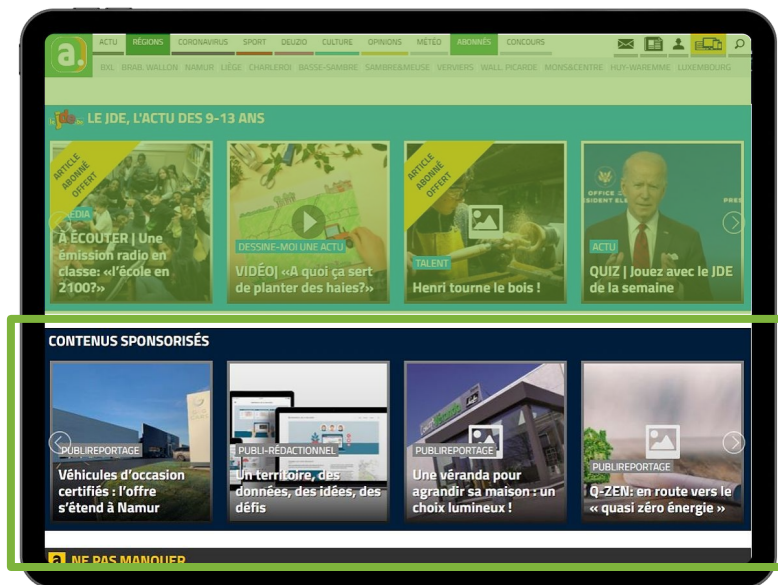 a.
ACTU RÉGIONS CORONAVIRUS SPORT DEUZIO CULTURE OPINIONS MÉTÉO ABONNÉS CONCOURS
BXL BRAB. WALLON NAMUR LIÈGE CHARLEROI BASSE-SAMBRE SAMBRE&MEUSE VERVIERS WALL. PICARDE MONS&CENTRE HUY-WAREMME LUXEMBOURG
LE JDE, L'ACTU DES 9-13 ANS
ARTICLE
ABONNÉ
OFFERT
À ÉCOUTER | Une
émission radio en
classe: «l'école en
2100?»
DESSINE-MOI UNE ACTU
VIDÉO| «A quoi ça sert
de planter des haies?»
ARTICLE
ABONNÉ
OFFERT
TALENT
Henri tourne le bois !
ACTU
QUIZ | Jouez avec le JDE
de la semaine
CONTENUS SPONSORISÉS
PUBLIREPORTAGE
Véhicules d'occasion
certifiés : l'offre
s'étend à Namur
PUBLI-RÉDACTIONNEL
Un territoire, des
données, des idées, des
défis
PUBLIREPORTAGE
Une véranda pour
agrandir sa maison : un
choix lumineux !
PUBLIREPORTAGE
Q-ZEN: en route vers le
« quasi zéro énergie »
a NE PAS MANQUER